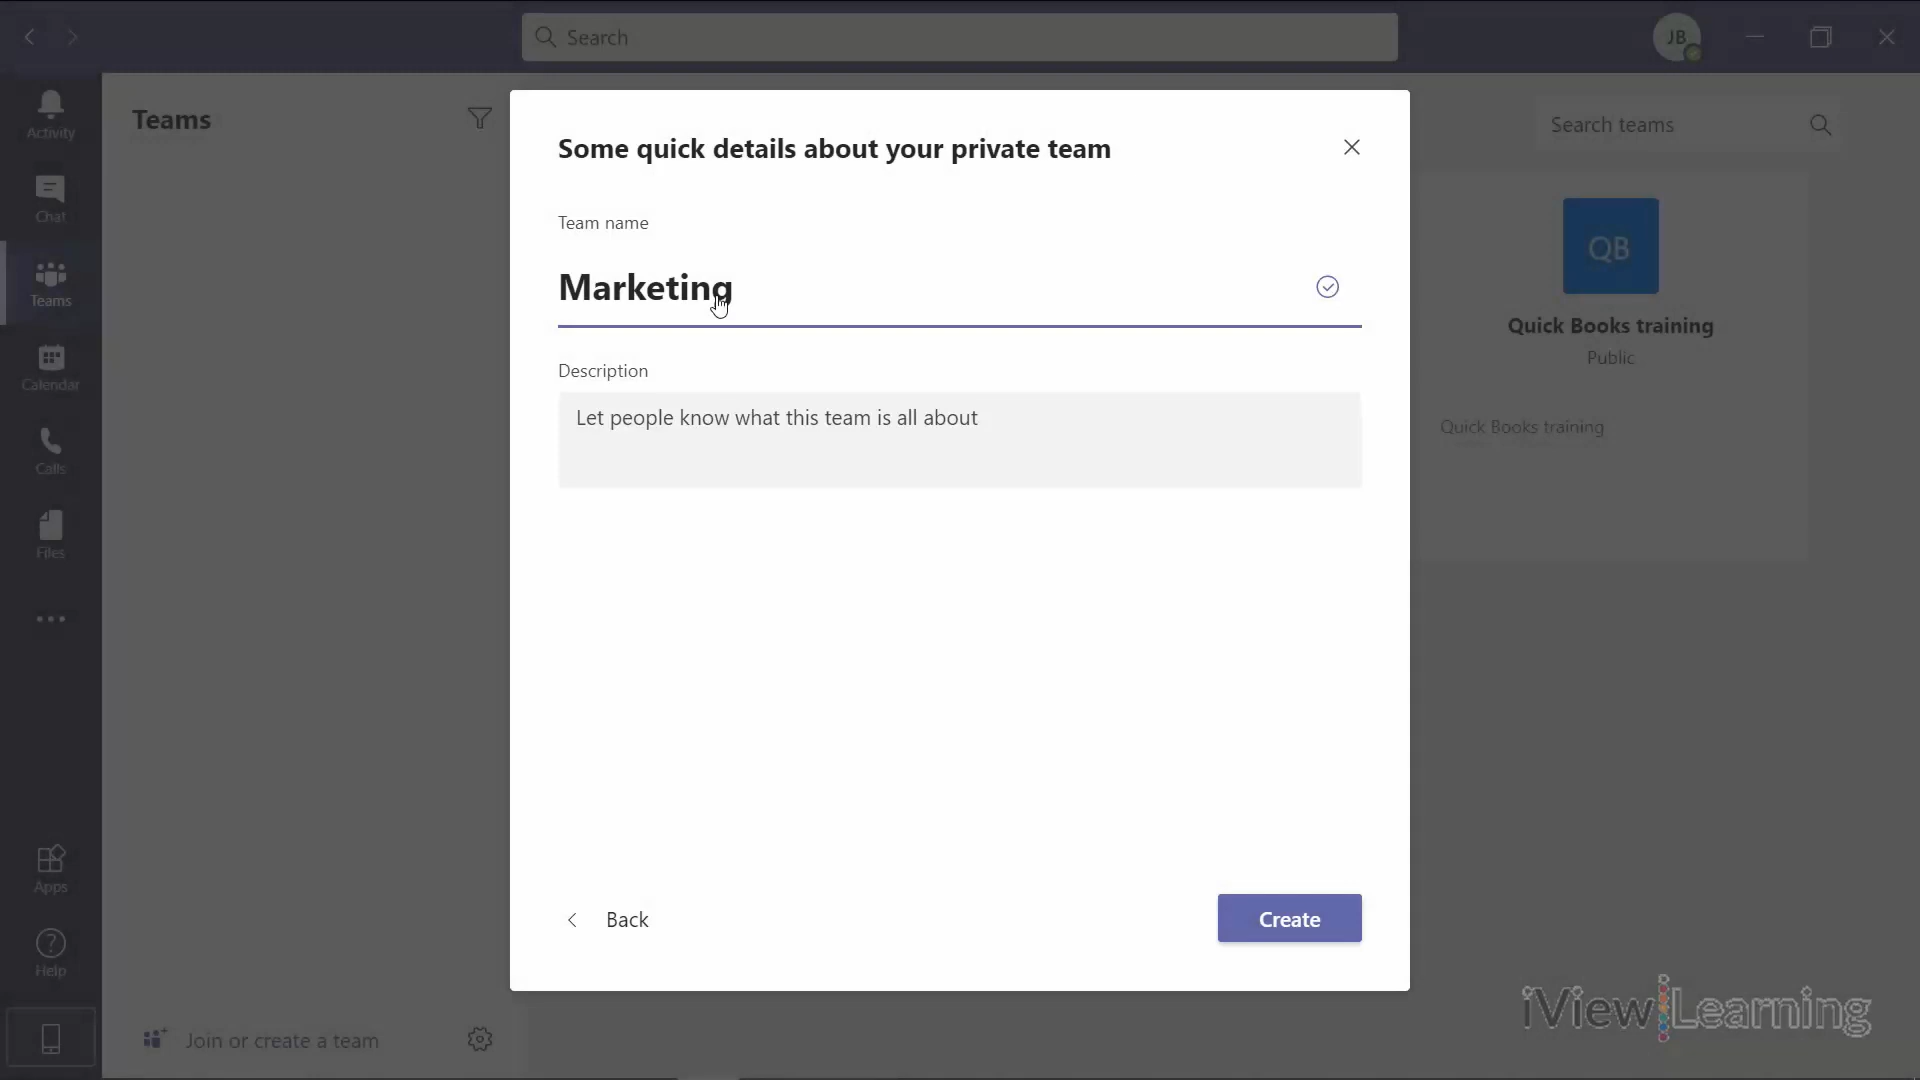 Search
JB
Activity
Chat
Teams
Calendar
Calls
Files
Apps
Help
Teams
Join or create a team
Some quick details about your private team
Team name
Marketing
Description
Let people know what this team is all about
Back
Create
Search teams
QB
Quick Books training
Public
Quick Books training
iViewLearning